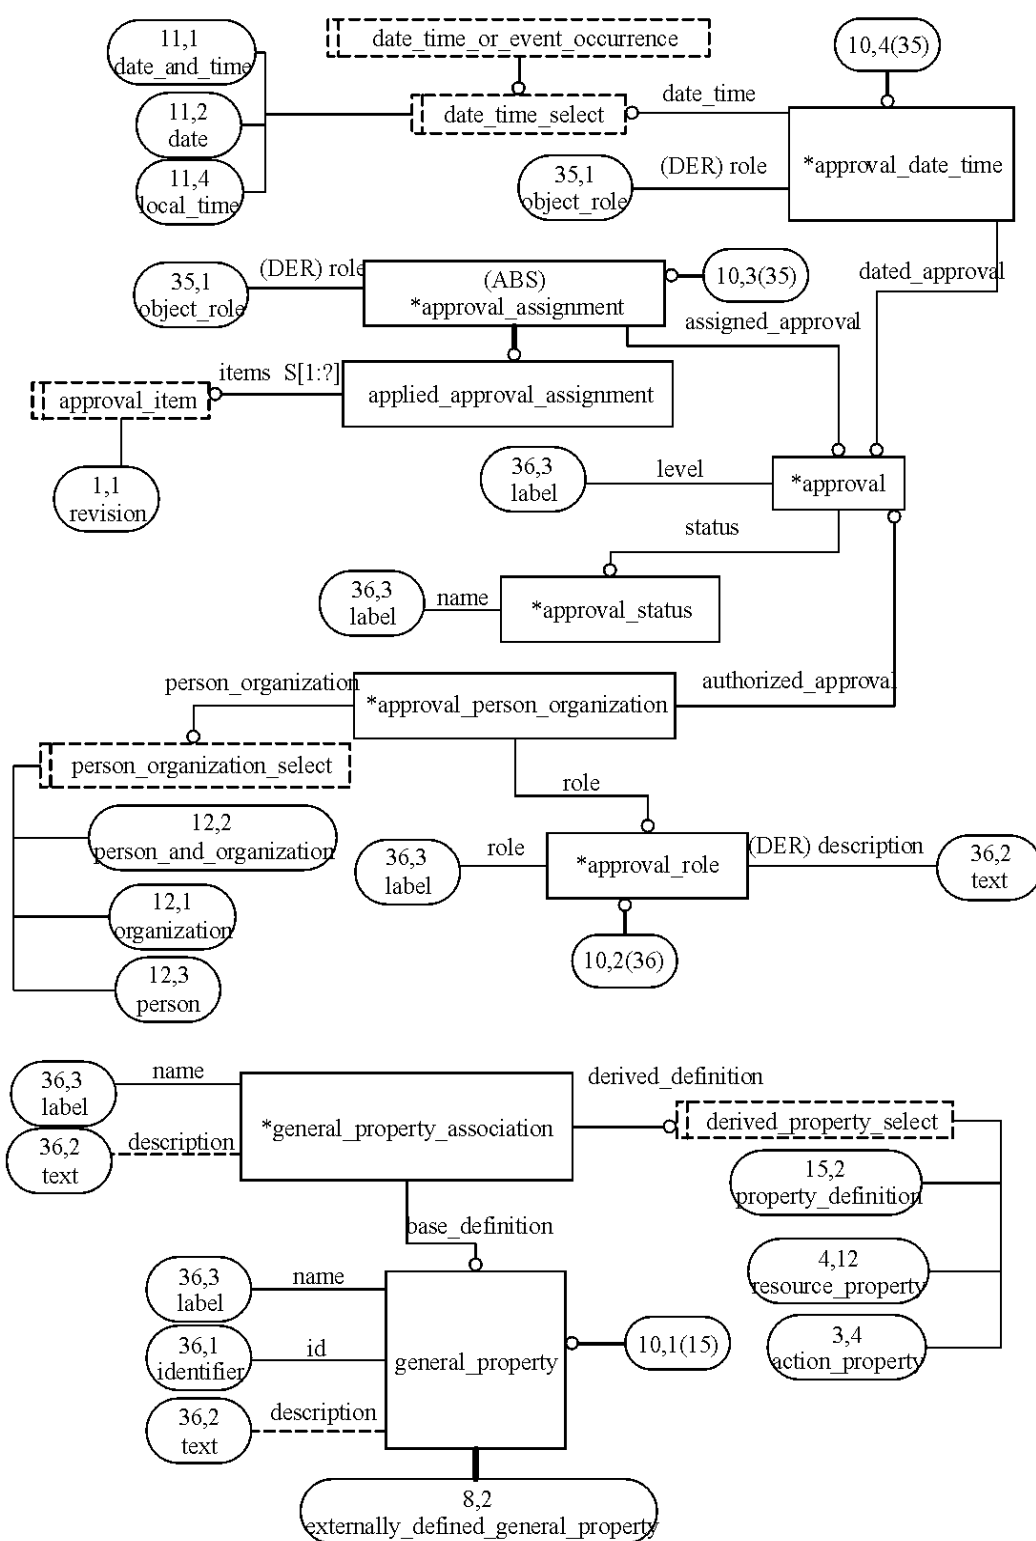 11,1
date_and_time
date_time_or_event_occurrence
10,4(35)
11,2
date
date_time_select
date_time
*approval_date_time
11,4
local_time
35,1
object_role
(DER) role
35,1
object_role
(DER) role
(ABS)
*approval_assignment
10,3(35)
dated_approval
assigned_approval
items S[1:?]
approval_item
applied_approval_assignment
1,1
revision
36,3
label
level
*approval
status
36,3
label
name
*approval_status
person_organization
*approval_person_organization
authorized_approval
person_organization_select
role
12,2
person_and_organization
36,3
label
role
*approval_role
(DER) description
36,2
text
12,1
organization
10,2(36)
12,3
person
36,3
label
name
*general_property_association
derived_definition
derived_property_select
36,2
text
description
15,2
property_definition
base_definition
36,3
label
name
4,12
resource_property
36,1
identifier
id
general_property
10,1(15)
3,4
action_property
36,2
text
description
8,2
externally_defined_general_property